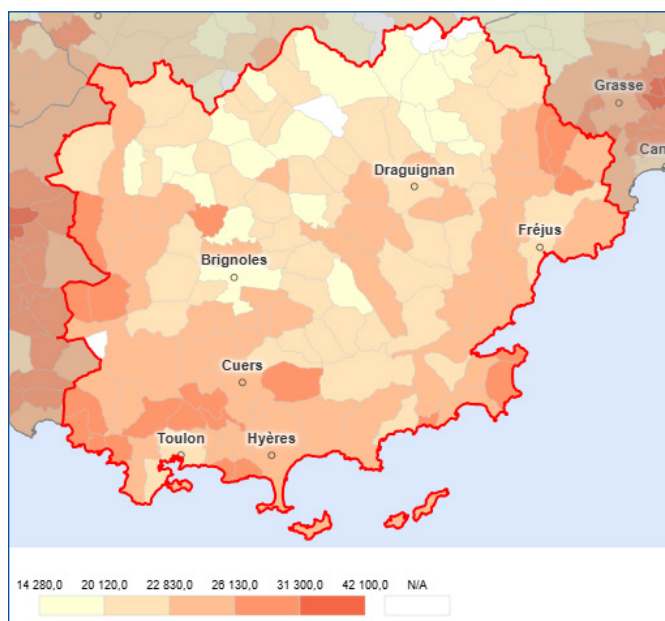 Grasse
Can
Draguignan
Fréjus
Brignoles
Cuers
Toulon
Hyères
14 280,0 20 120,0 22 830,0 26 130,0 31 300,0 42 100,0 N/A